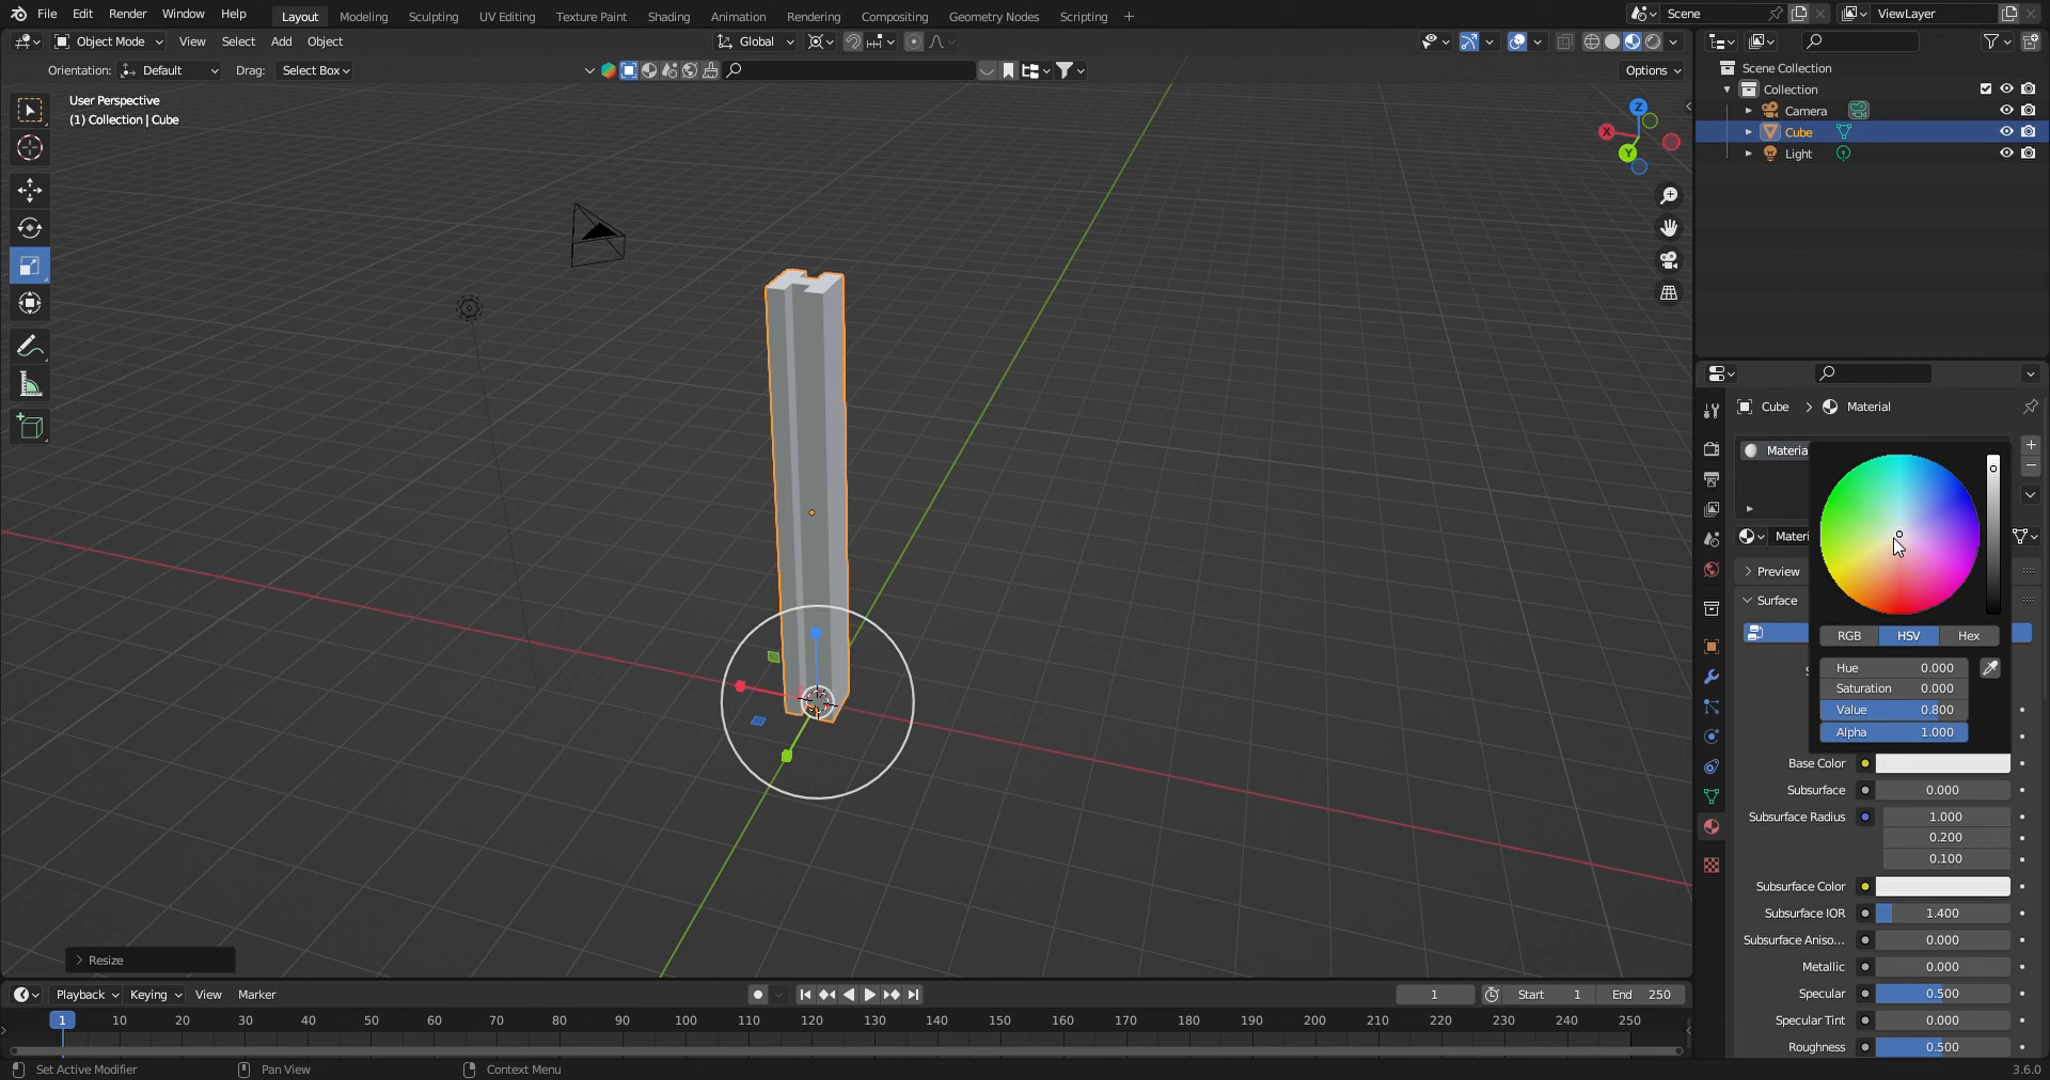 File Edit Render Window Help Layout Modeling Sculpting UV Editing Texture Paint Shading Animation Rendering Compositing Geometry Nodes Scripting + Scene ViewLayer
Object Mode View Select Add Object Global
Orientation: Default Drag: Select Box Options
User Perspective
(1) Collection | Cube
X
Y
Z
Scene Collection
Collection
Camera
Cube
Light
Cube > Material
Materia
Materi
Preview
Surface
RGB HSV Hex
Hue 0.000
Saturation 0.000
Value 0.800
Alpha 1.000
Base Color
Subsurface 0.000
Subsurface Radius 1.000
0.200
0.100
Subsurface Color
Subsurface IOR 1.400
Subsurface Aniso... 0.000
Metallic 0.000
Specular 0.500
Specular Tint 0.000
Roughness 0.500
> Resize
Playback Keying View Marker 1 Start 1 End 250
1 10 20 30 40 50 60 70 80 90 100 110 120 130 140 150 160 170 180 190 200 210 220 230 240 250
Set Active Modifier Pan View Context Menu 3.6.0